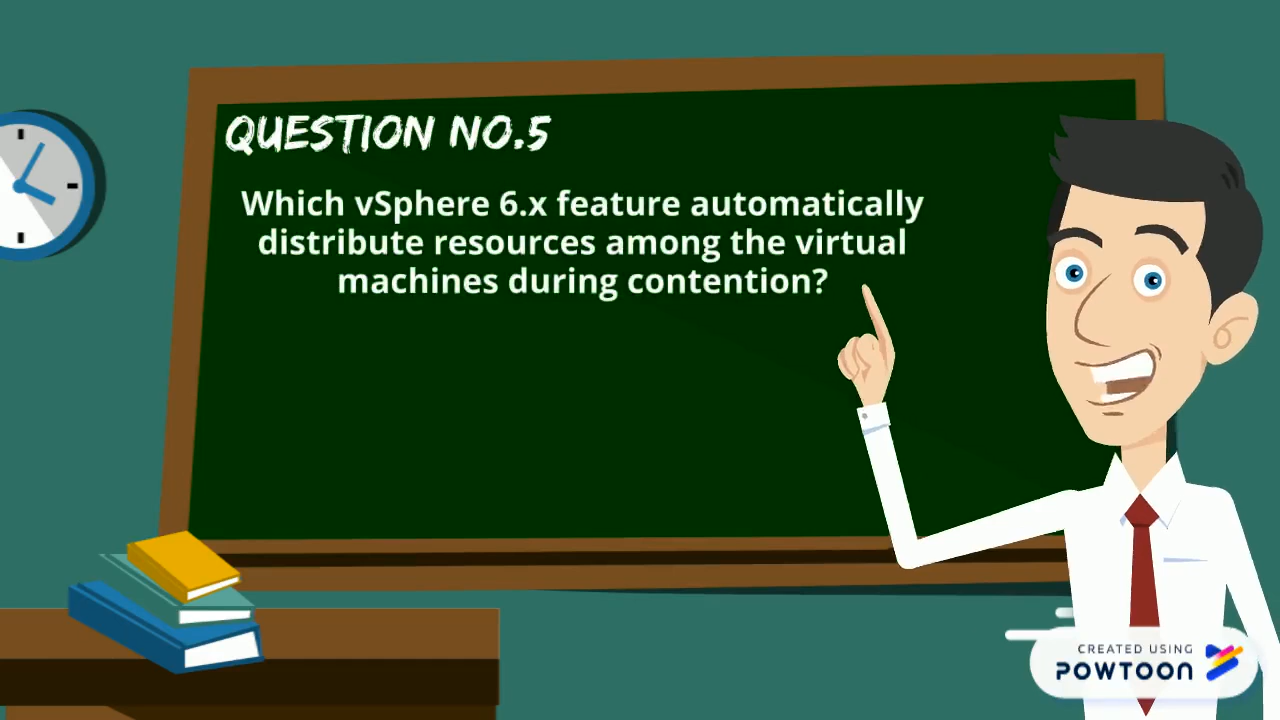 QUESTION NO.5
Which vSphere 6.x feature automatically
distribute resources among the virtual
machines during contention?
CREATED USING
POWTOON